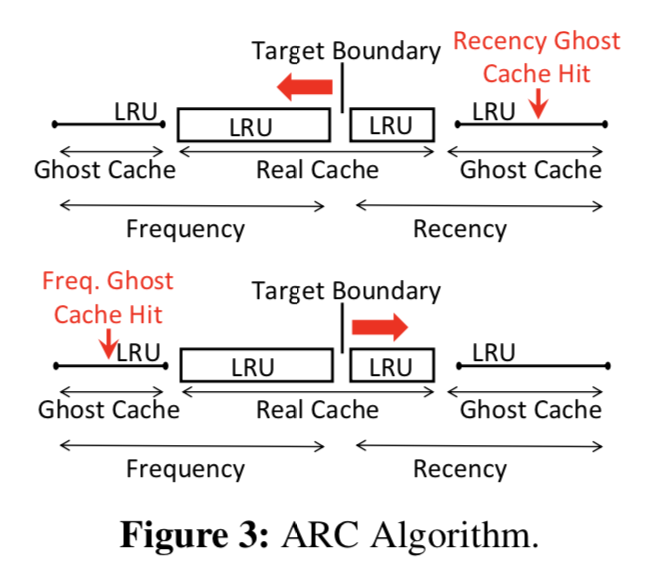 Target Boundary
Recency Ghost
Cache Hit
LRU
LRU
LRU
LRU
Ghost Cache
Real Cache
Ghost Cache
Frequency
Recency
Freq. Ghost
Cache Hit
Target Boundary
LRU
LRU
LRU
LRU
Ghost Cache
Real Cache
Ghost Cache
Frequency
Recency
Figure 3: ARC Algorithm.